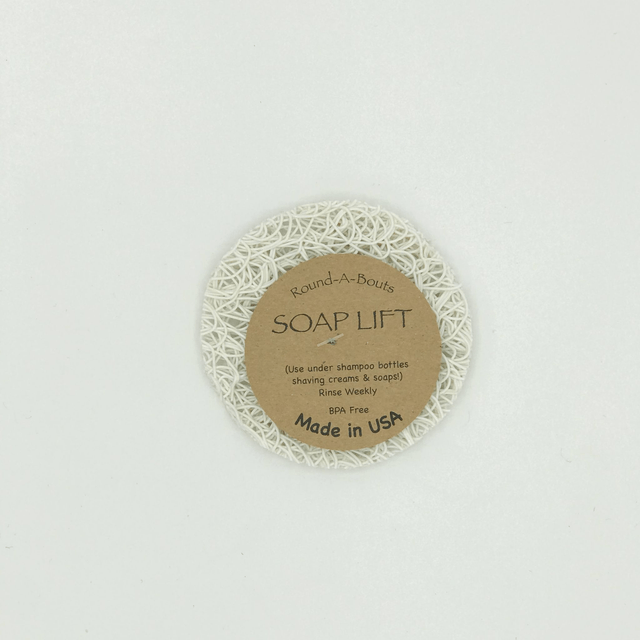 Round-A-Bouts
SOAP LIFT
(Use under shampoo bottles
shaving creams & soaps!)
Rinse Weekly
BPA Free
Made in USA